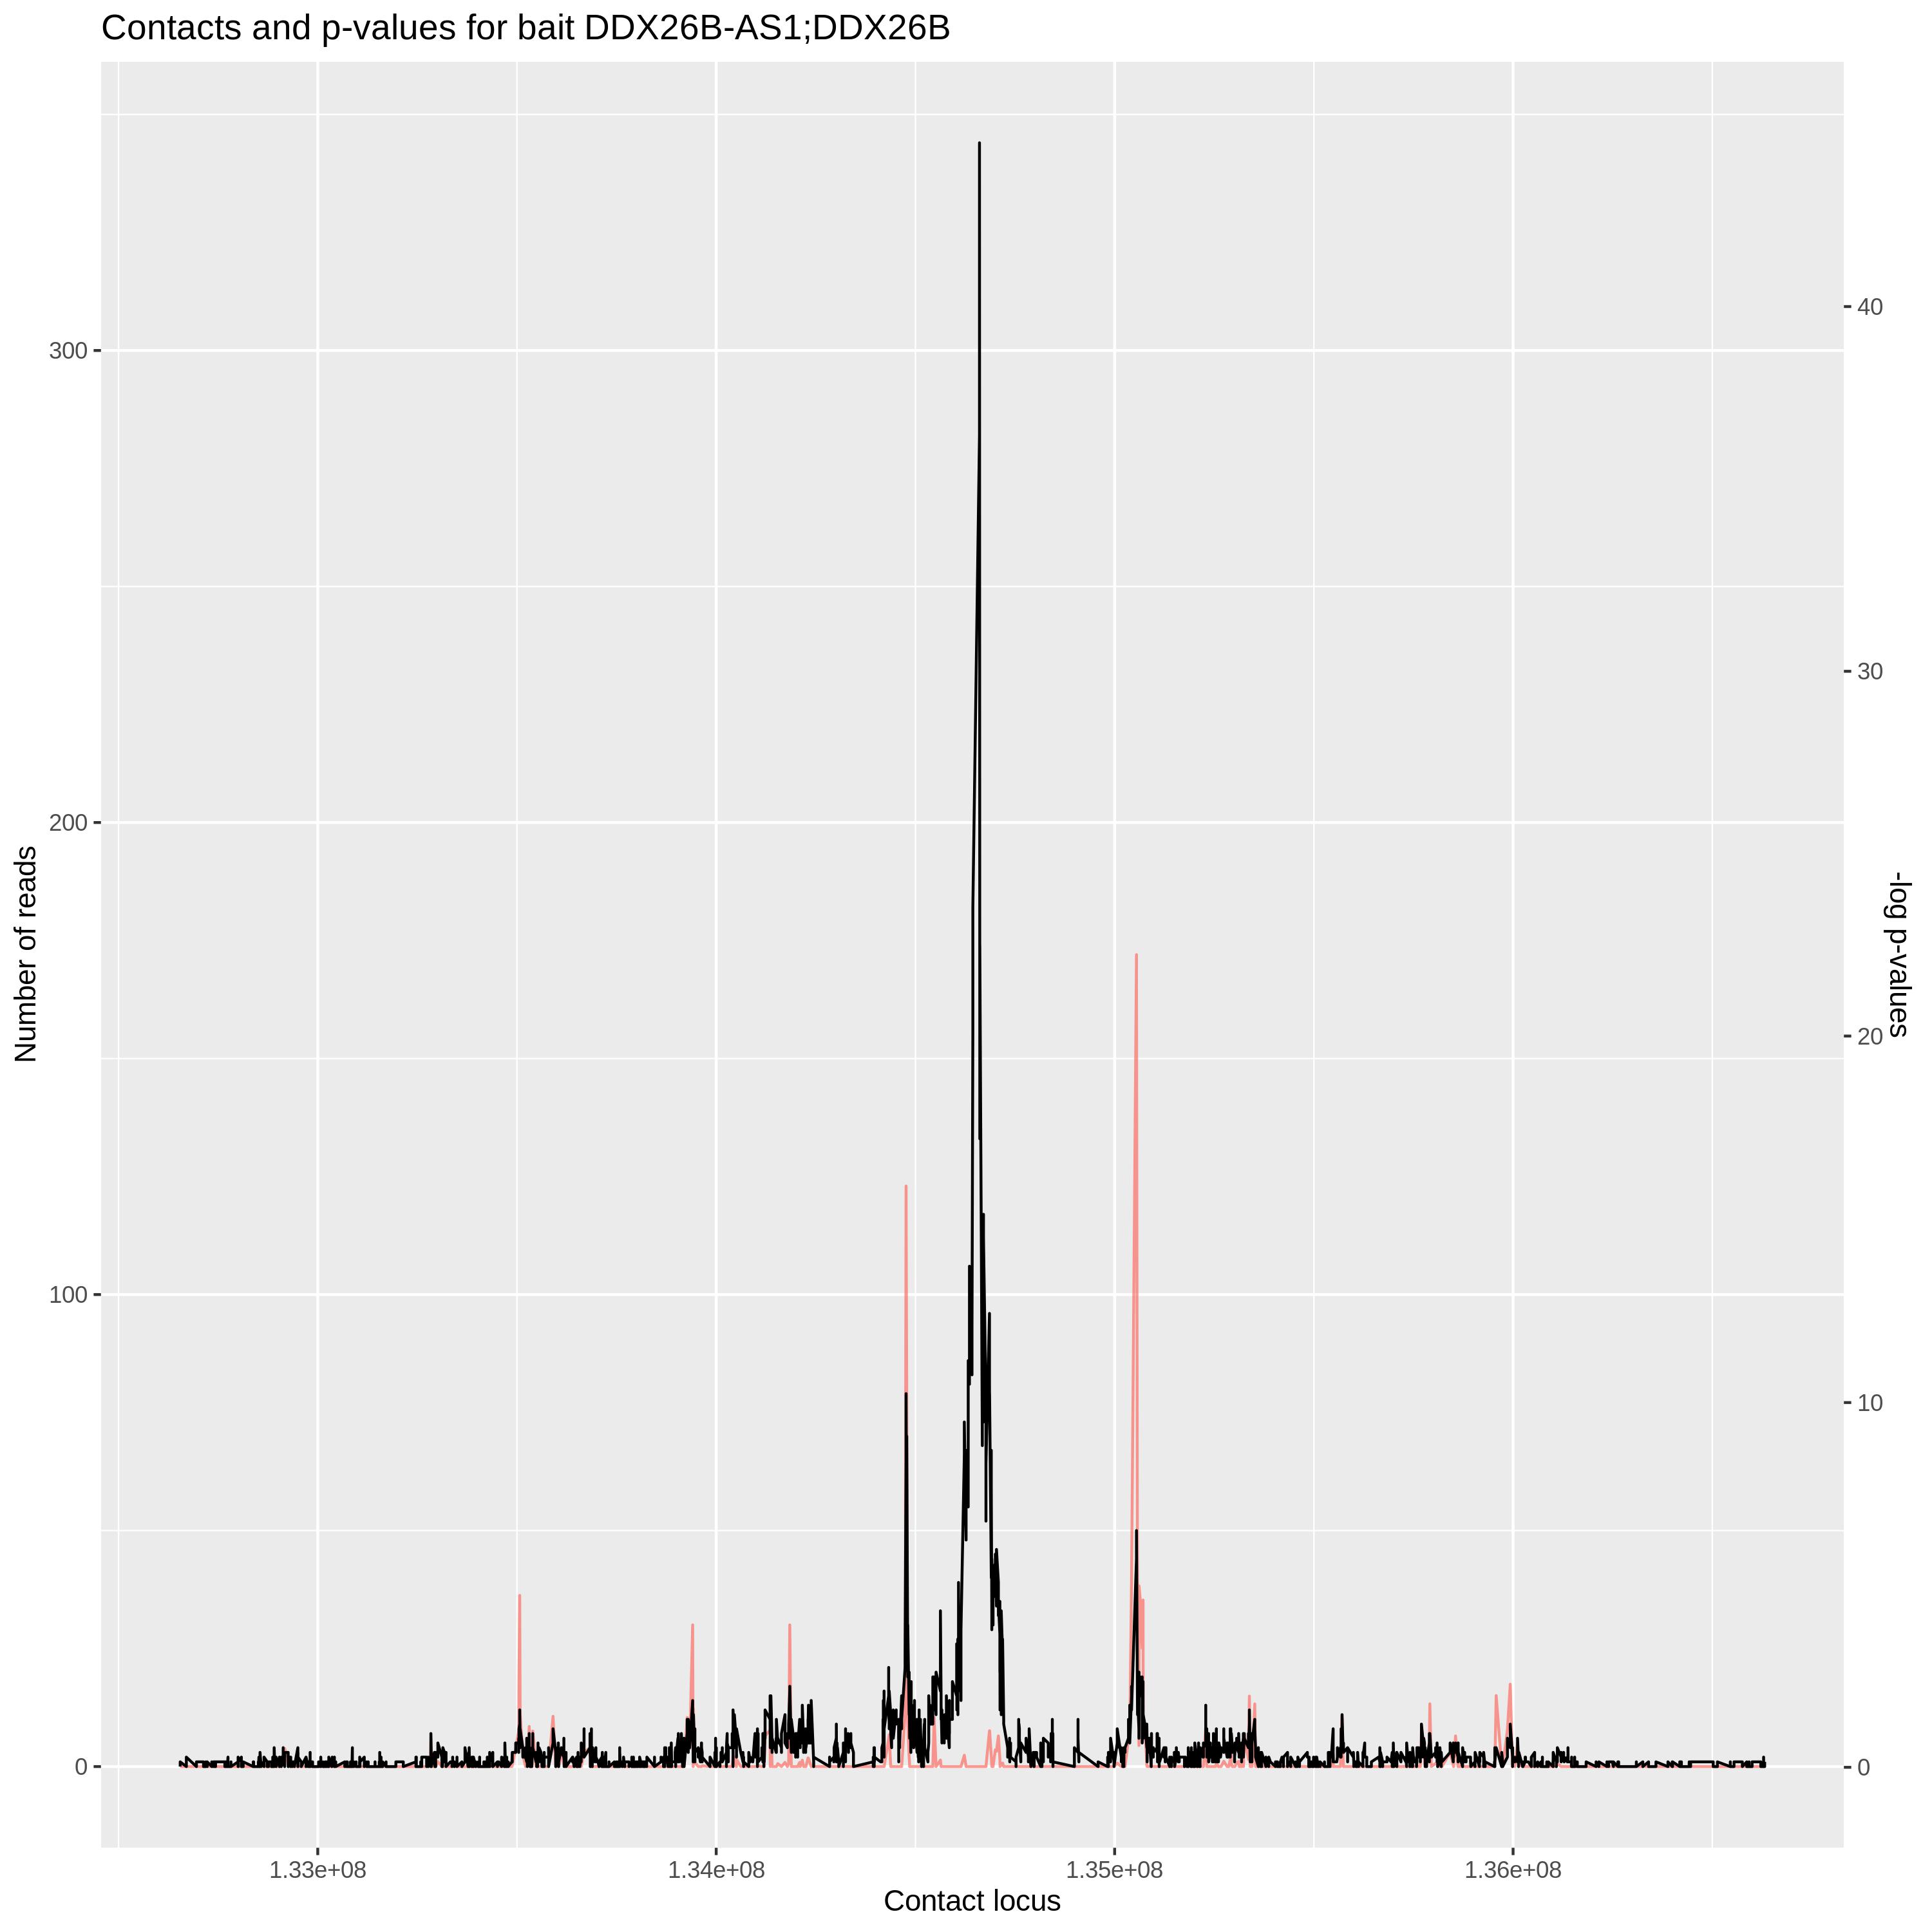 Contacts and p-values for bait DDX26B-AS1;DDX26B
Number of reads
300
200
100
0
40
30
20
10
0
-log p-values
1.33e+08
1.34e+08
1.35e+08
1.36e+08
Contact locus